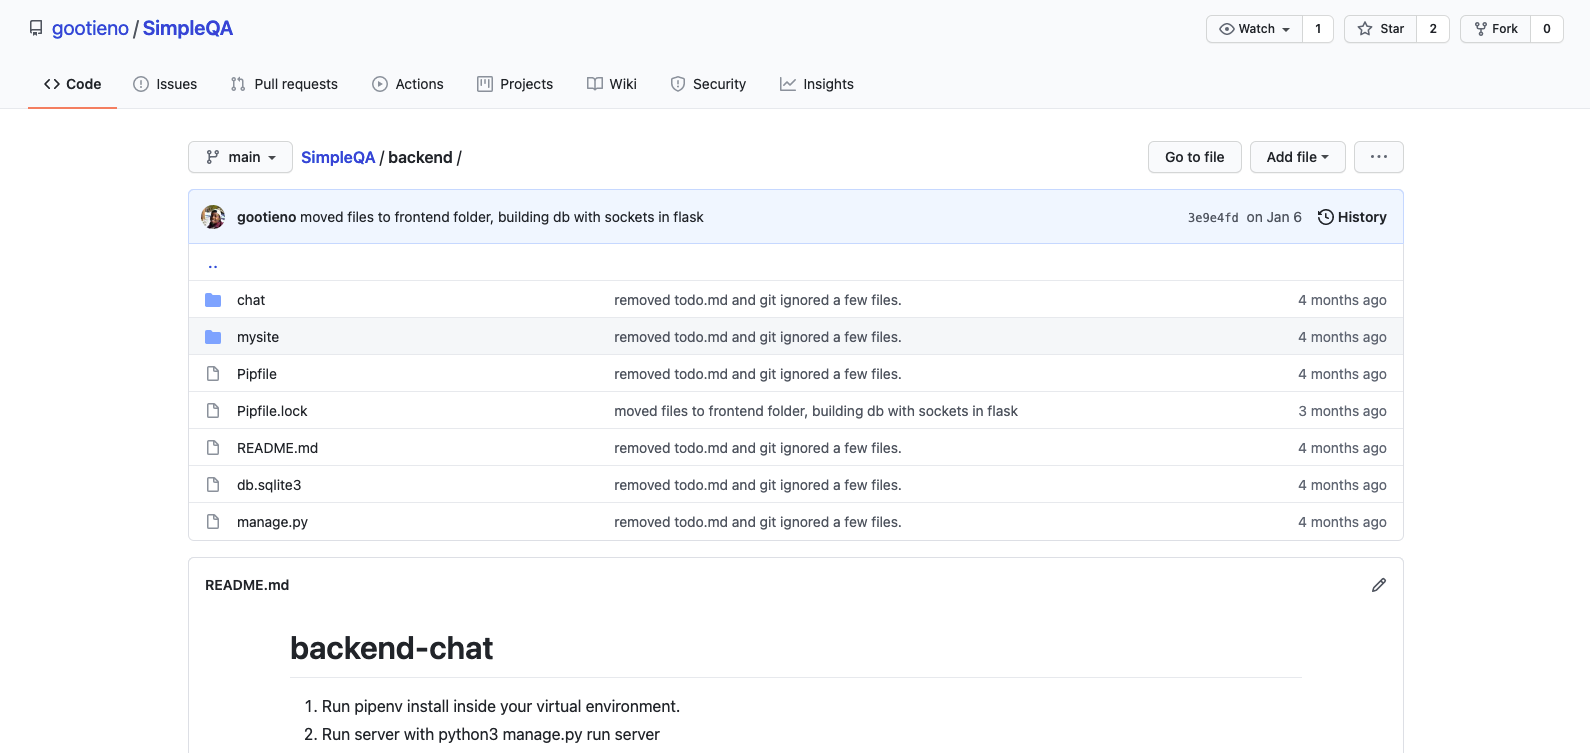 gootieno / SimpleQA
Watch 1 Star 2 Fork 0
Code Issues Pull requests Actions Projects Wiki Security Insights
main SimpleQA / backend / Go to file Add file ···
gootieno moved files to frontend folder, building db with sockets in flask 3e9e4fd on Jan 6 History
..
chat removed todo.md and git ignored a few files. 4 months ago
mysite removed todo.md and git ignored a few files. 4 months ago
Pipfile removed todo.md and git ignored a few files. 4 months ago
Pipfile.lock moved files to frontend folder, building db with sockets in flask 3 months ago
README.md removed todo.md and git ignored a few files. 4 months ago
db.sqlite3 removed todo.md and git ignored a few files. 4 months ago
manage.py removed todo.md and git ignored a few files. 4 months ago
README.md
backend-chat
1. Run pipenv install inside your virtual environment.
2. Run server with python3 manage.py run server